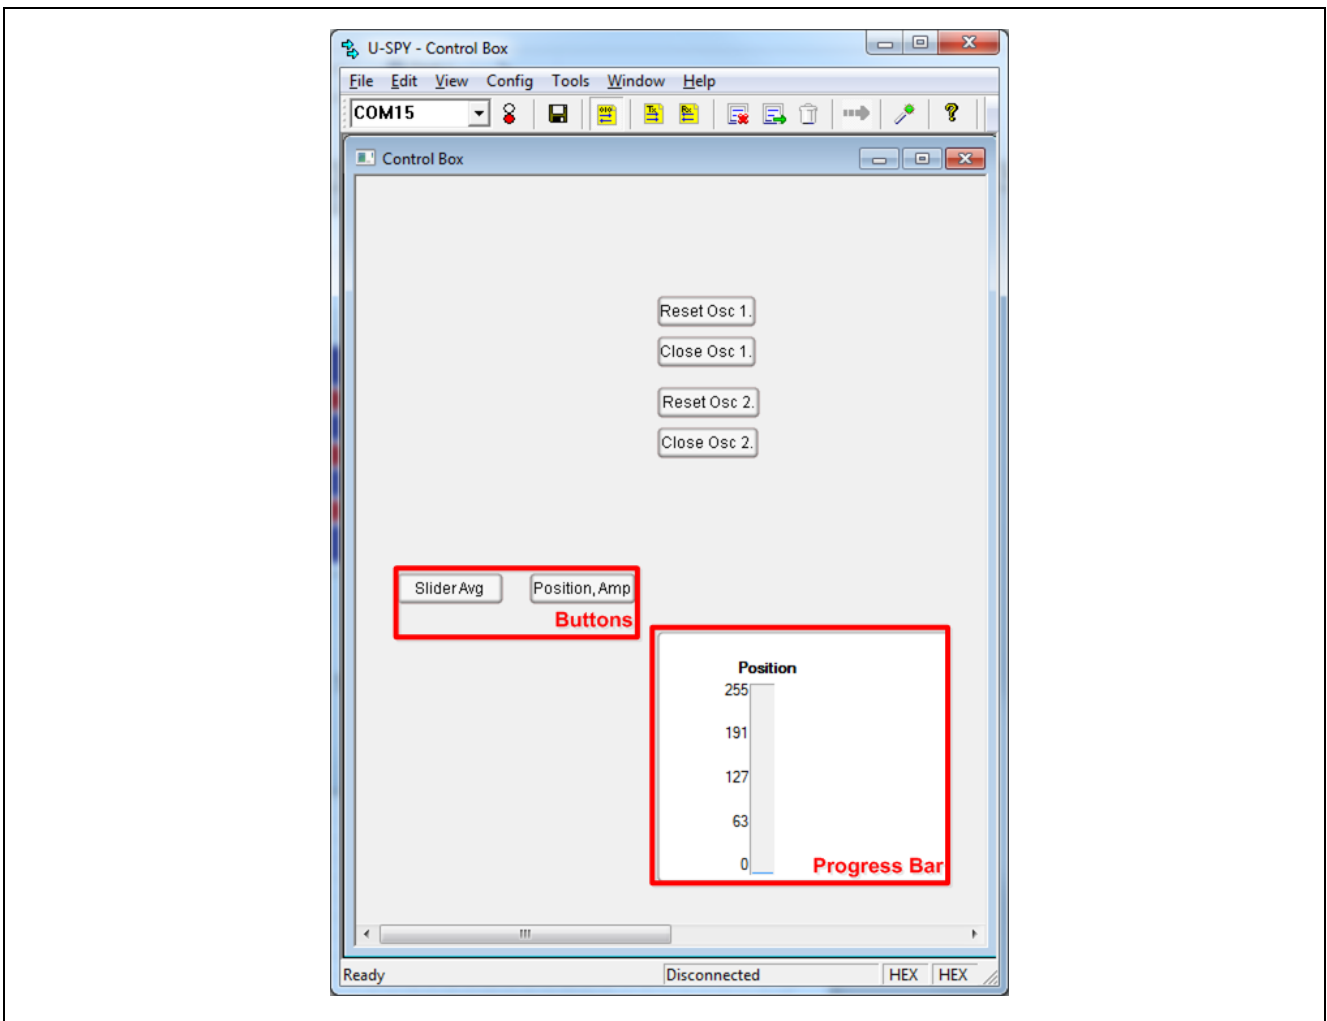 U-SPY - Control Box
File Edit View Config Tools Window Help
COM15
Control Box
Reset Osc 1.
Close Osc 1.
Reset Osc 2.
Close Osc 2.
Slider Avg Position, Amp
Buttons
Position
255
191
127
63
0
Progress Bar
Ready Disconnected HEX HEX